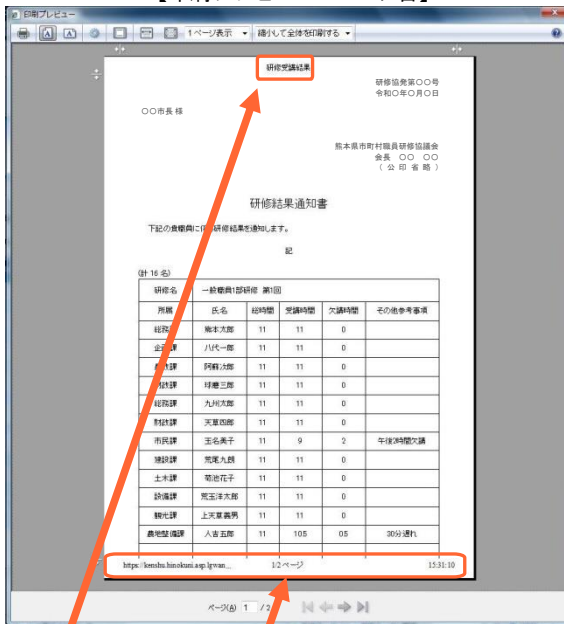 印刷プレビュー
1ページ表示 縮小して全体を印刷する
研修受講結果
研修協発第〇〇号
令和〇年〇月〇日
〇〇市長 様
熊本県市町村職員研修協議会
会長 〇〇 〇〇
(公印省略)
研修結果通知書
下記の貴職員に 研修結果を通知します。
記
(計 16 名)
研修名 一般職員1部研修 第1回
所属 氏名 総時間 受講時間 欠講時間 その他参考事項
総務 熊本太郎 11 11 0
企 課 八代一郎 11 11 0
課 阿蘇次郎 11 11 0
課 球磨三郎 11 11 0
総務課 九州太郎 11 11 0
財政課 天草四郎 11 11 0
市民課 玉名美子 11 9 2 午後2時間欠講
建設課 荒尾九朗 11 11 0
土木課 菊池花子 11 11 0
設備課 荒玉洋太郎 11 11 0
観光課 上天草義男 11 11 0
農地整備課 人吉五郎 11 10.5 0.5 30分遅れ
https://kenshu.hinokuni.asp.lgwan... 1/2 ページ 15:31:10
ページ(A) 1 / 2